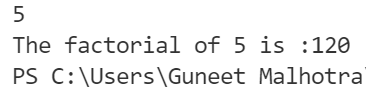 5
The factorial of 5 is :120
PS C:\Users\Guneet Malhotra